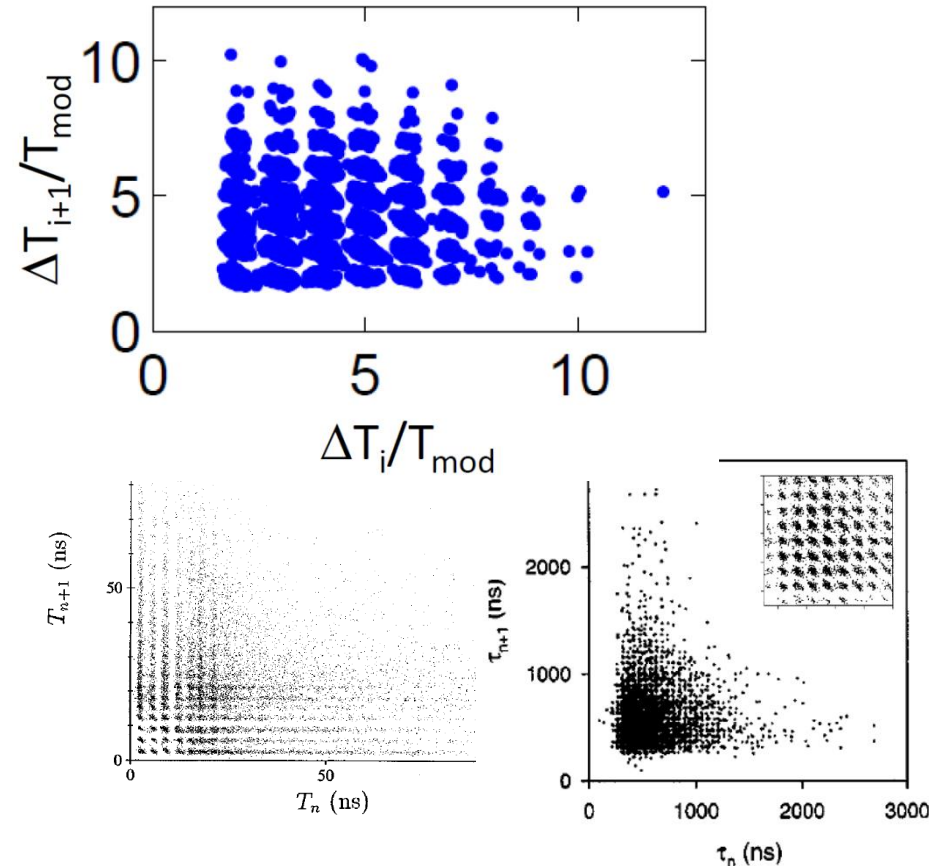 ΔT_{i+1}/T_{mod}
10
5
0
0
5
10
ΔT_i/T_{mod}
T_{n+1} (ns)
50
0
0
50
T_n (ns)
τ_{n+1} (ns)
2000
1000
0
0
1000
2000
3000
τ_n (ns)